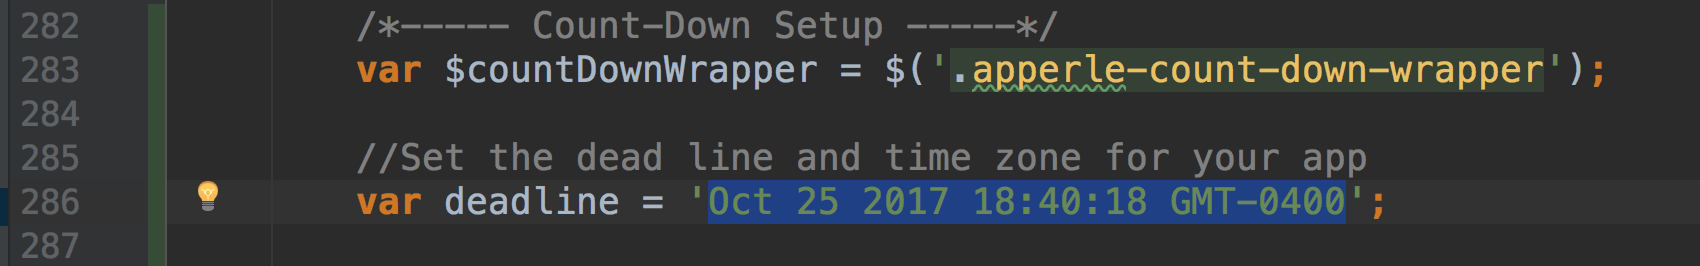 282 /*----- Count-Down Setup -----*/
283 var $countDownWrapper = $('.apperle-count-down-wrapper');
284
285 //Set the dead line and time zone for your app
286 var deadline = 'Oct 25 2017 18:40:18 GMT-0400';
287